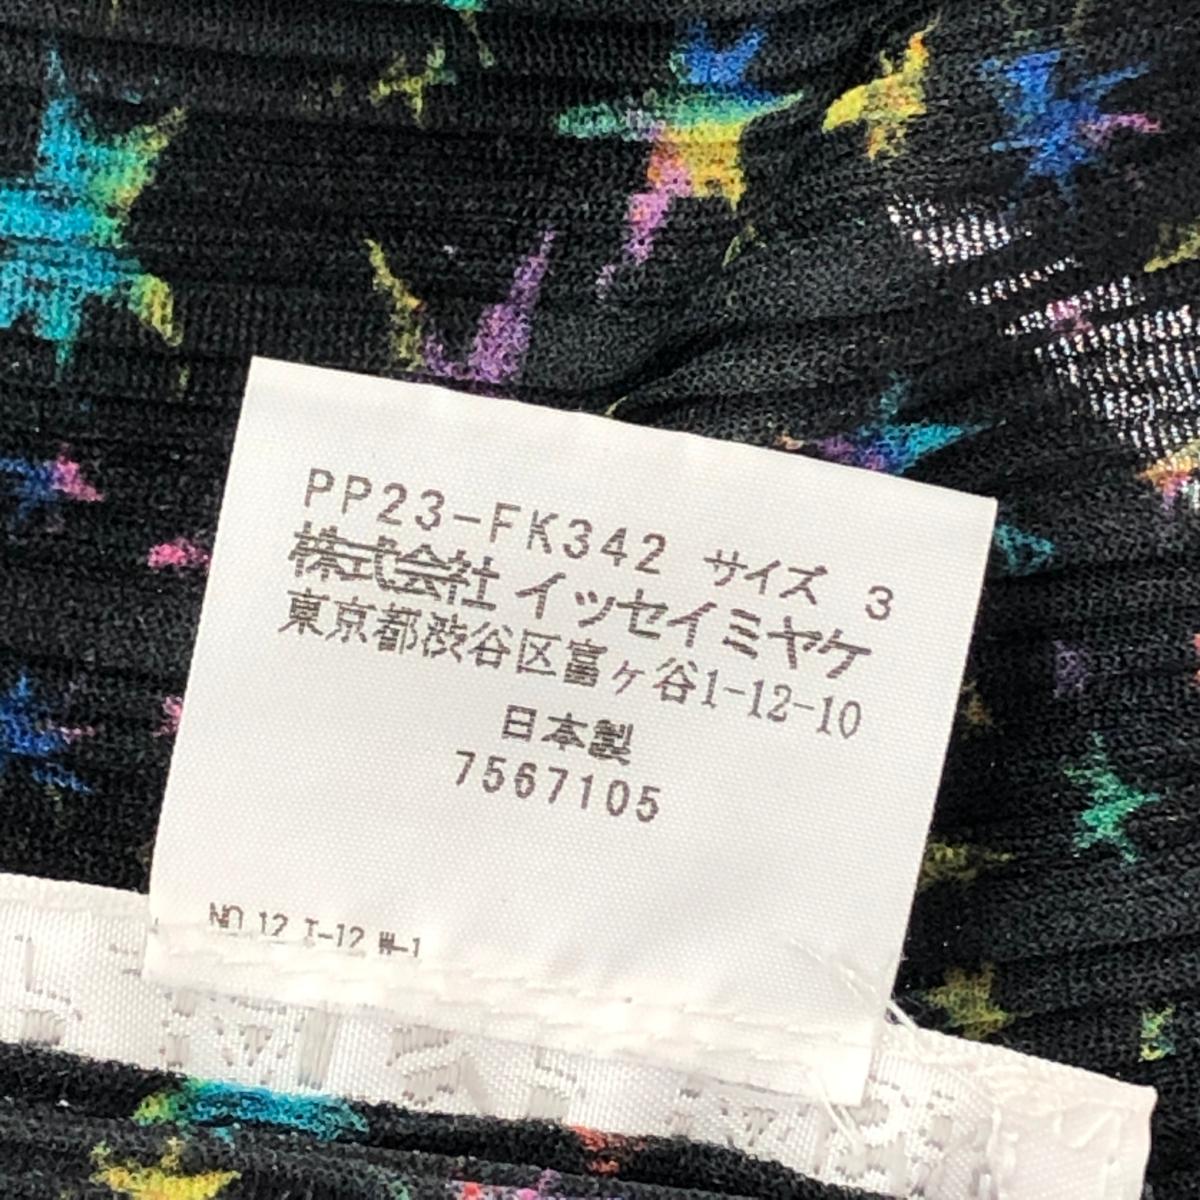 PP23-FK342 サイズ 3
株式会社 イッセイミヤケ
東京都渋谷区富ヶ谷1-12-10
日本製
7567105
NO 12 T-12 W-1